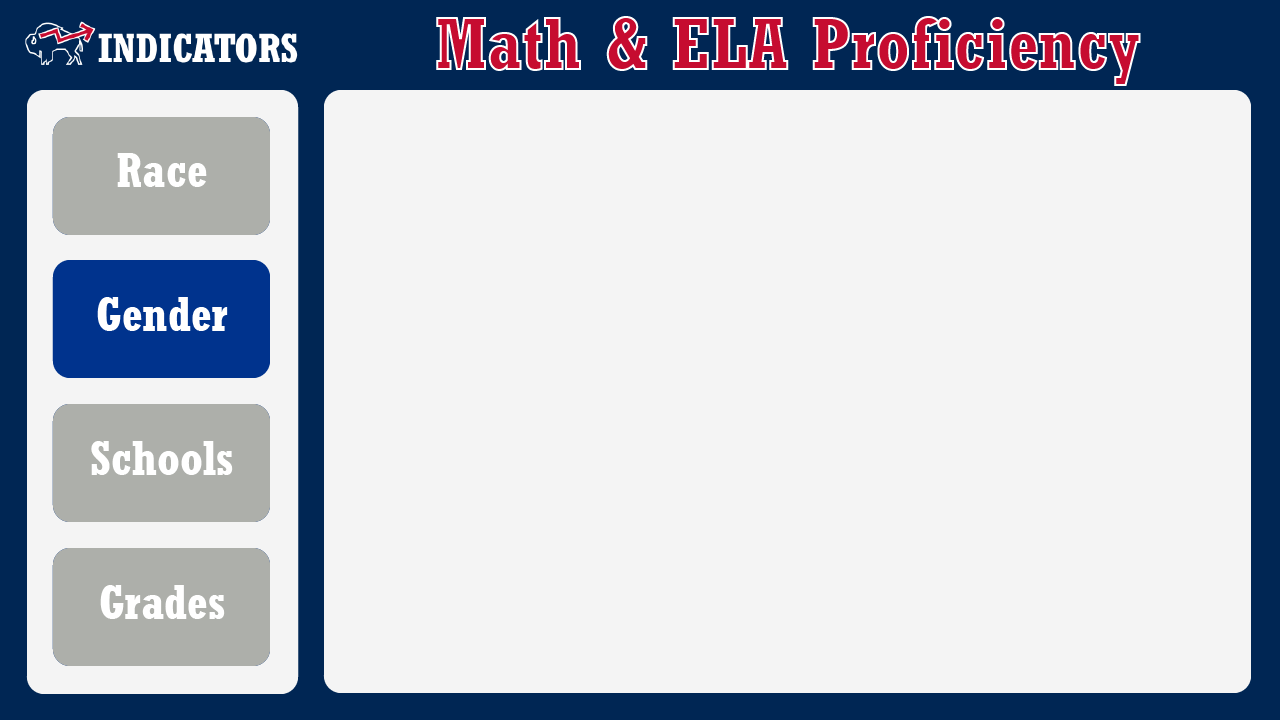 INDICATORS
Math & ELA Proficiency
Race
Gender
Schools
Grades